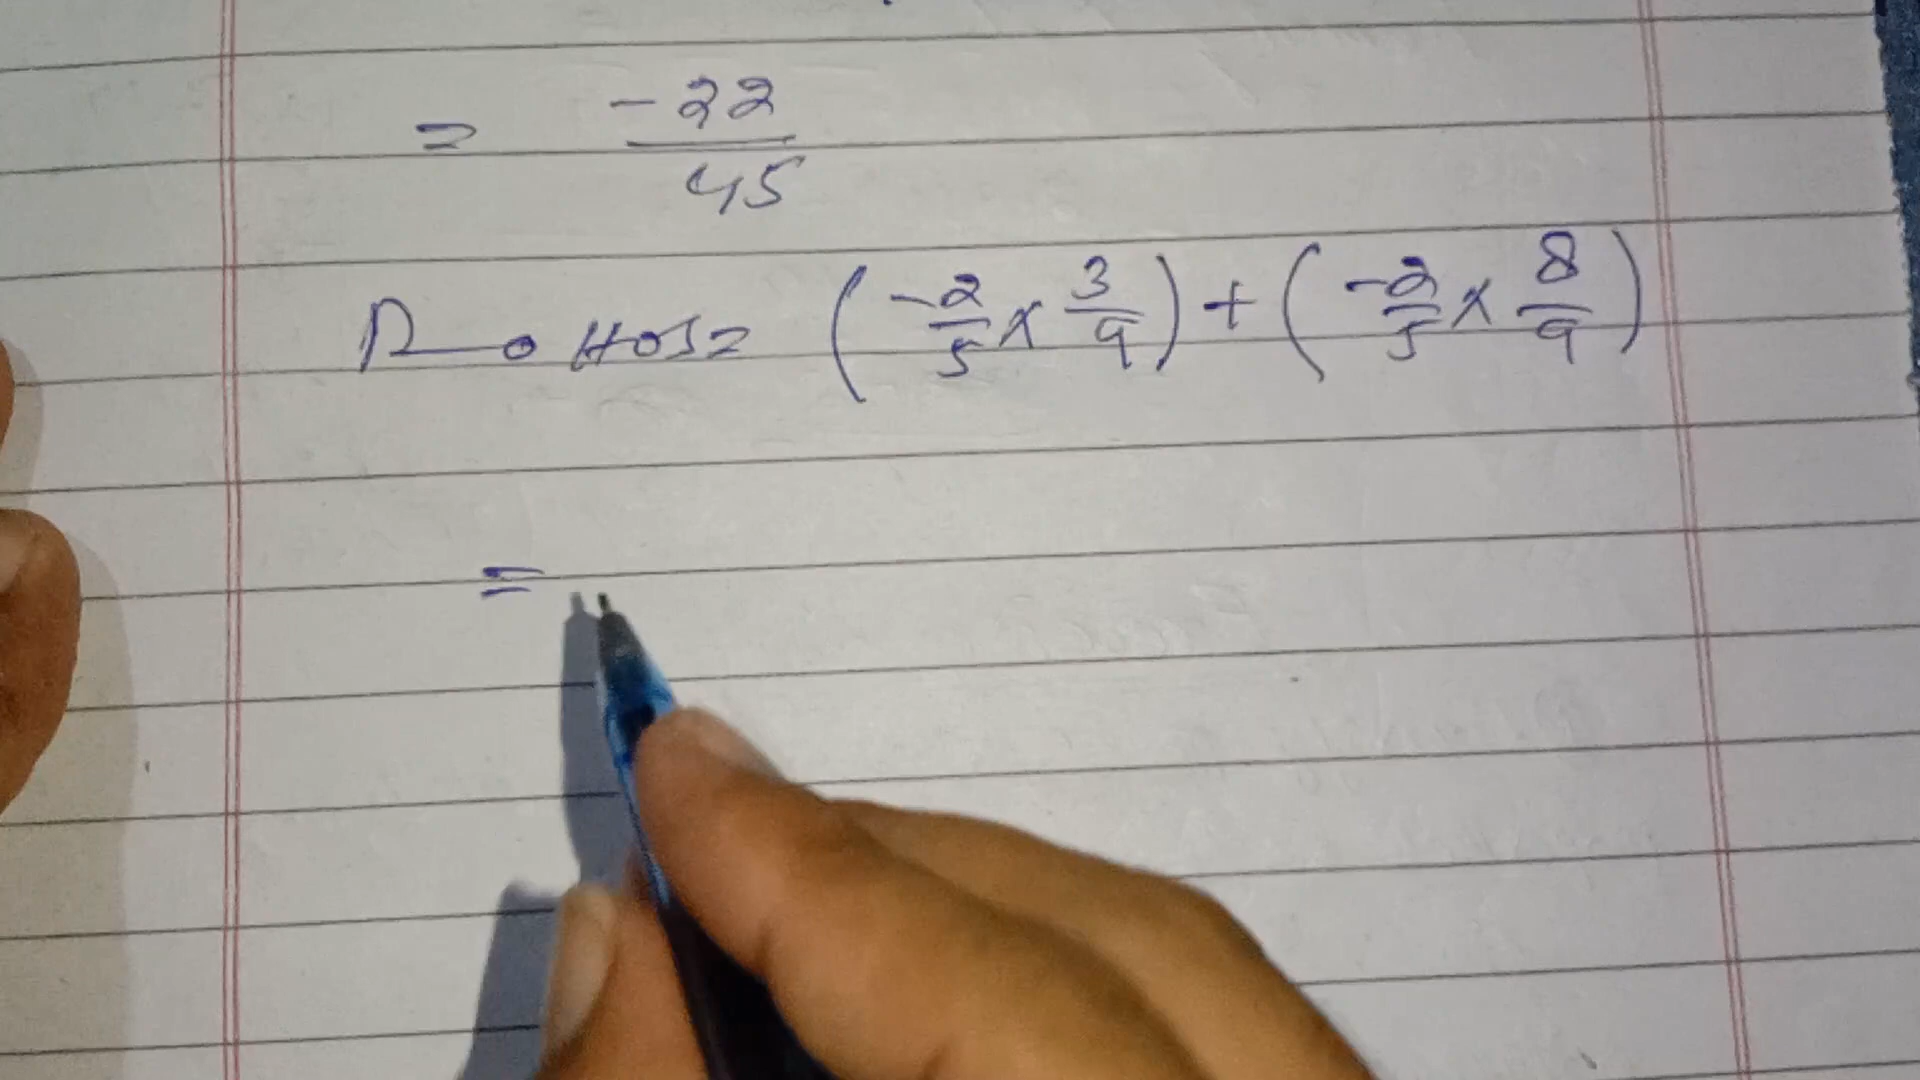 = -22/45
R.H.S= (-2/5 × 3/9) + (-2/5 × 8/9)
=